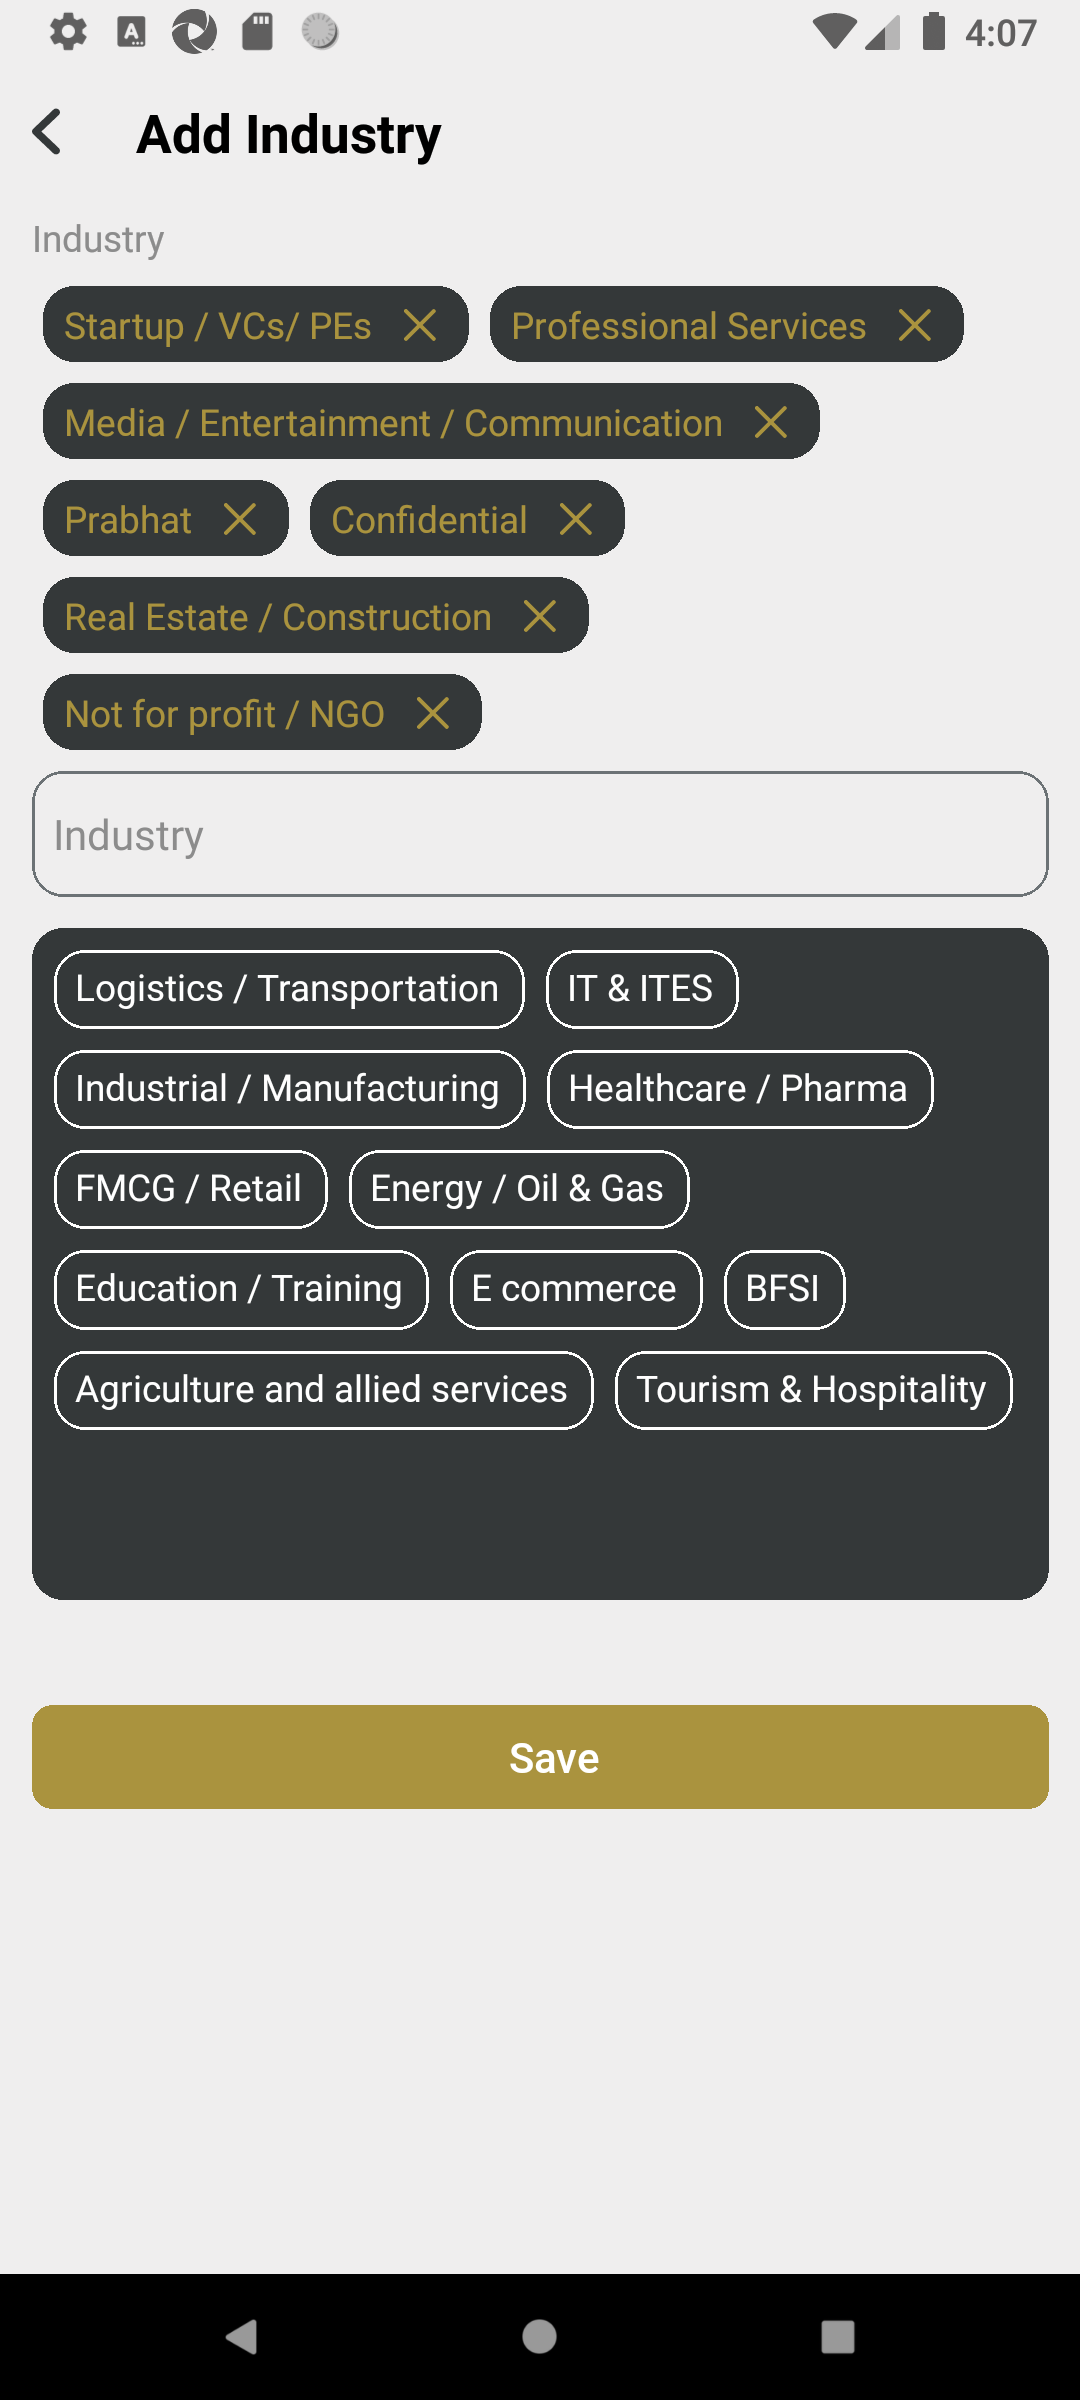 4:07
Add Industry
Industry
Startup / VCs/ PEs Professional Services
Media / Entertainment / Communication
Prabhat Confidential
Real Estate / Construction
Not for profit / NGO
Industry
Logistics / Transportation IT & ITES
Industrial / Manufacturing Healthcare / Pharma
FMCG / Retail Energy / Oil & Gas
Education / Training E commerce BFSI
Agriculture and allied services Tourism & Hospitality
Save